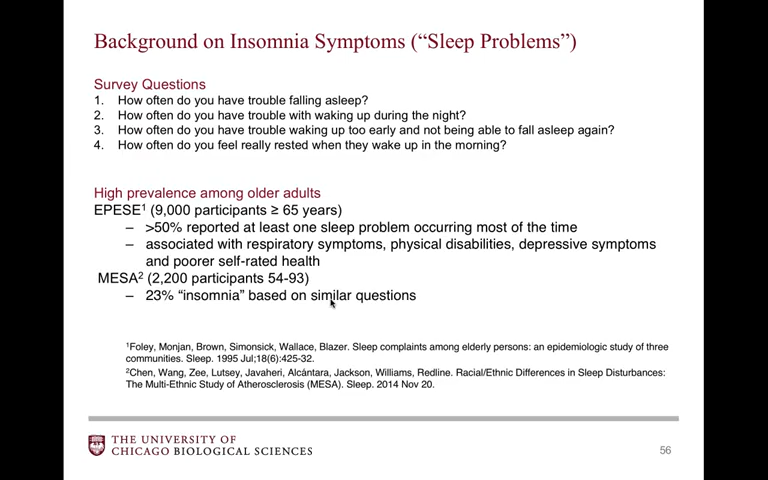 Background on Insomnia Symptoms (“Sleep Problems”)
Survey Questions
1. How often do you have trouble falling asleep?
2. How often do you have trouble with waking up during the night?
3. How often do you have trouble waking up too early and not being able to fall asleep again?
4. How often do you feel really rested when they wake up in the morning?
High prevalence among older adults
EPESE¹ (9,000 participants ≥ 65 years)
– >50% reported at least one sleep problem occurring most of the time
– associated with respiratory symptoms, physical disabilities, depressive symptoms
and poorer self-rated health
MESA² (2,200 participants 54-93)
– 23% “insomnia” based on similar questions
¹Foley, Monjan, Brown, Simonsick, Wallace, Blazer. Sleep complaints among elderly persons: an epidemiologic study of three
communities. Sleep. 1995 Jul;18(6):425-32.
²Chen, Wang, Zee, Lutsey, Javaheri, Alcántara, Jackson, Williams, Redline. Racial/Ethnic Differences in Sleep Disturbances:
The Multi-Ethnic Study of Atherosclerosis (MESA). Sleep. 2014 Nov 20.
THE UNIVERSITY OF
CHICAGO BIOLOGICAL SCIENCES
56